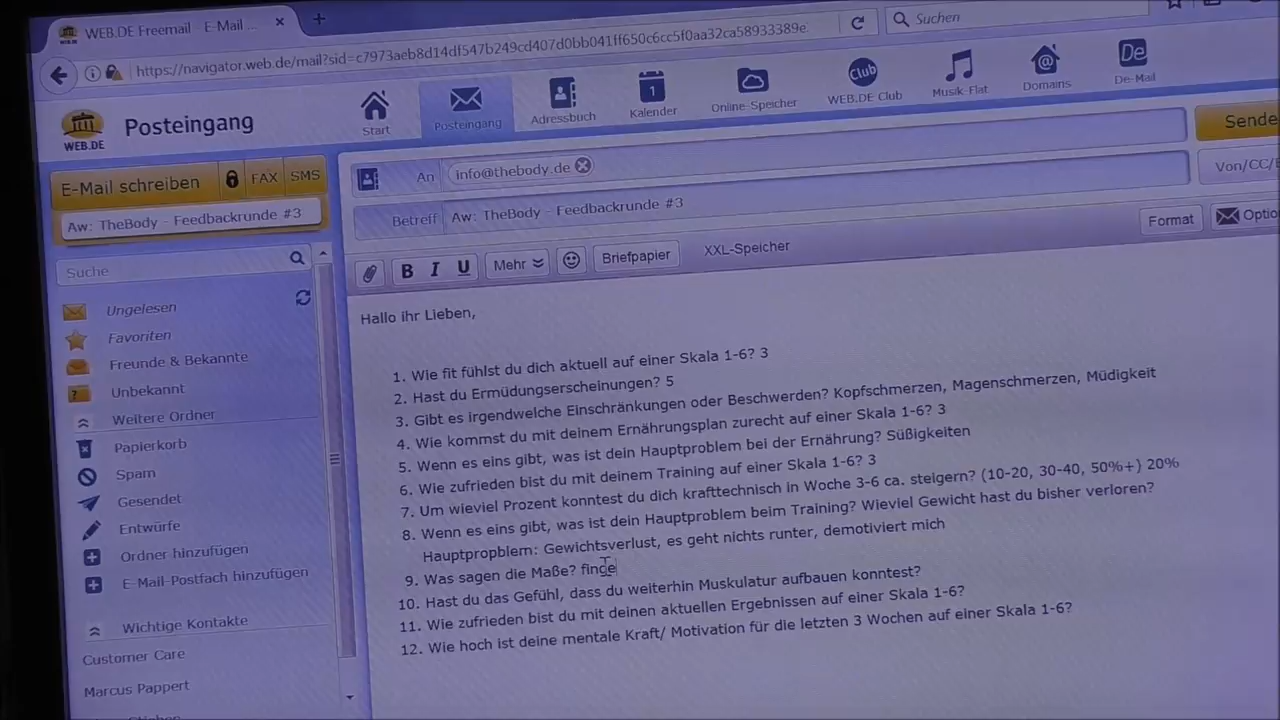 WEB.DE Freemail - E-Mail ...
https://navigator.web.de/mail?sid=c7973aeb8d14df547b249cd407d0bb041ff650c6cc5f0aa32ca58933389e
Suchen
WEB.DE
Posteingang
Start
Posteingang
Adressbuch
1
Kalender
Online-Speicher
Club
WEB.DE Club
Musik-Flat
Domains
De
De-Mail
E-Mail schreiben
FAX
SMS
An
info@thebody.de
Sende
Aw: TheBody - Feedbackrunde #3
Betreff
Aw: TheBody - Feedbackrunde #3
Von/CC/
B I U
Mehr
Briefpapier
XXL-Speicher
Format
Optio
Suche
Ungelesen
Favoriten
Freunde & Bekannte
Unbekannt
Weitere Ordner
Papierkorb
Spam
Gesendet
Entwürfe
Ordner hinzufügen
E-Mail-Postfach hinzufügen
Wichtige Kontakte
Customer Care
Marcus Pappert
Hallo ihr Lieben,
1. Wie fit fühlst du dich aktuell auf einer Skala 1-6? 3
2. Hast du Ermüdungserscheinungen? 5
3. Gibt es irgendwelche Einschränkungen oder Beschwerden? Kopfschmerzen, Magenschmerzen, Müdigkeit
4. Wie kommst du mit deinem Ernährungsplan zurecht auf einer Skala 1-6? 3
5. Wenn es eins gibt, was ist dein Hauptproblem bei der Ernährung? Süßigkeiten
6. Wie zufrieden bist du mit deinem Training auf einer Skala 1-6? 3
7. Um wieviel Prozent konntest du dich krafttechnisch in Woche 3-6 ca. steigern? (10-20, 30-40, 50%+) 20%
8. Wenn es eins gibt, was ist dein Hauptproblem beim Training? Wieviel Gewicht hast du bisher verloren?
Hauptpropblem: Gewichtsverlust, es geht nichts runter, demotiviert mich
9. Was sagen die Maße? finde
10. Hast du das Gefühl, dass du weiterhin Muskulatur aufbauen konntest?
11. Wie zufrieden bist du mit deinen aktuellen Ergebnissen auf einer Skala 1-6?
12. Wie hoch ist deine mentale Kraft/ Motivation für die letzten 3 Wochen auf einer Skala 1-6?